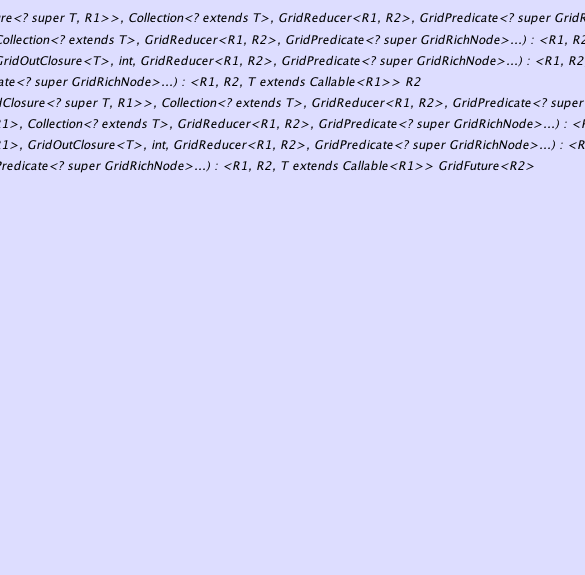 re<? super T, R1>>, Collection<? extends T>, GridReducer<R1, R2>, GridPredicate<? super GridR
Collection<? extends T>, GridReducer<R1, R2>, GridPredicate<? super GridRichNode>...) : <R1, R2
GridOutClosure<T>, int, GridReducer<R1, R2>, GridPredicate<? super GridRichNode>...) : <R1, R2
ate<? super GridRichNode>...) : <R1, R2, T extends Callable<R1>> R2
dClosure<? super T, R1>>, Collection<? extends T>, GridReducer<R1, R2>, GridPredicate<? super
R1>, Collection<? extends T>, GridReducer<R1, R2>, GridPredicate<? super GridRichNode>...) : <R
R1>, GridOutClosure<T>, int, GridReducer<R1, R2>, GridPredicate<? super GridRichNode>...) : <R
Predicate<? super GridRichNode>...) : <R1, R2, T extends Callable<R1>> GridFuture<R2>